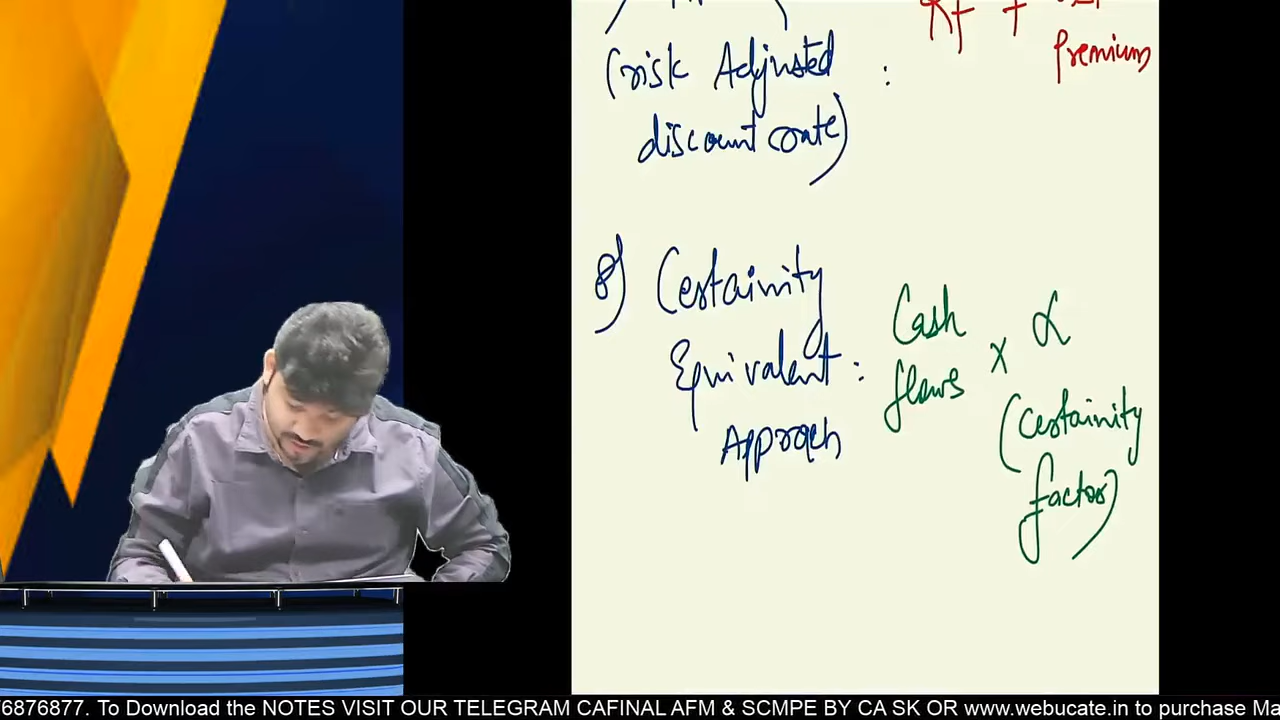 Rf +
Premium
(risk Adjusted
discount rate)
:
8) Certainity
Equivalent :
Approach
Cash
flows
x α
(Certainity
factor)
76876877. To Download the NOTES VISIT OUR TELEGRAM CAFINAL AFM & SCMPE BY CA SK OR www.webucate.in to purchase Ma